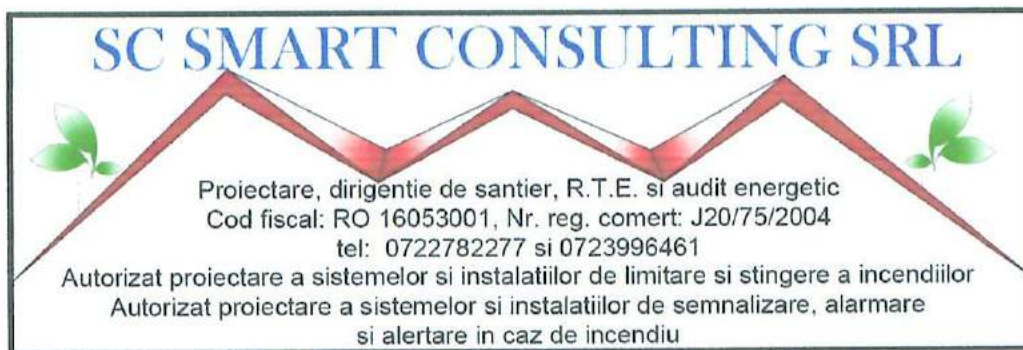 SC SMART CONSULTING SRL
Proiectare, dirigentie de santier, R.T.E. si audit energetic
Cod fiscal: RO 16053001, Nr. reg. comert: J20/75/2004
tel: 0722782277 si 0723996461
Autorizat proiectare a sistemelor si instalatiilor de limitare si stingere a incendiilor
Autorizat proiectare a sistemelor si instalatiilor de semnalizare, alarmare
si alertare in caz de incendiu